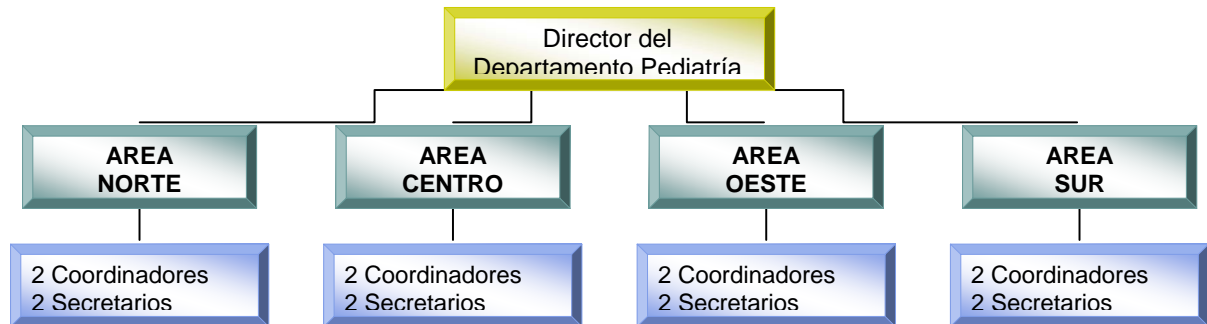 Director del
Departamento Pediatría
AREA
NORTE
AREA
CENTRO
AREA
OESTE
AREA
SUR
2 Coordinadores
2 Secretarios
2 Coordinadores
2 Secretarios
2 Coordinadores
2 Secretarios
2 Coordinadores
2 Secretarios